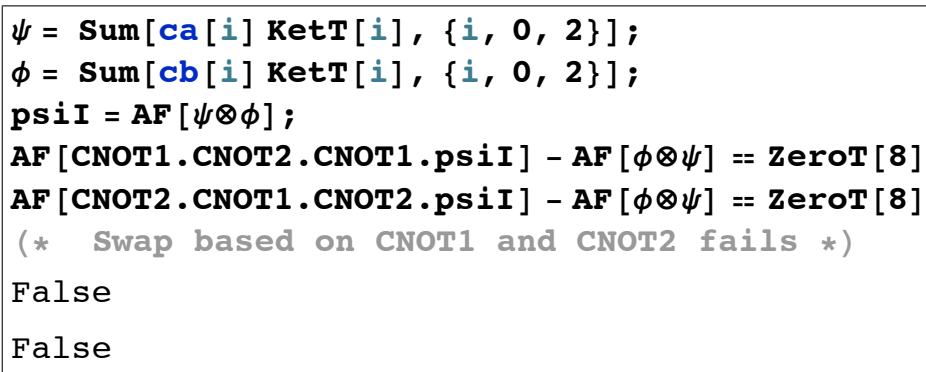 ψ = Sum[ca[i] KetT[i], {i, 0, 2}];
ϕ = Sum[cb[i] KetT[i], {i, 0, 2}];
psiI = AF[ψ⊗ϕ];
AF[CNOT1.CNOT2.CNOT1.psiI] - AF[ϕ⊗ψ] == ZeroT[8]
AF[CNOT2.CNOT1.CNOT2.psiI] - AF[ϕ⊗ψ] == ZeroT[8]
(* Swap based on CNOT1 and CNOT2 fails *)
False
False